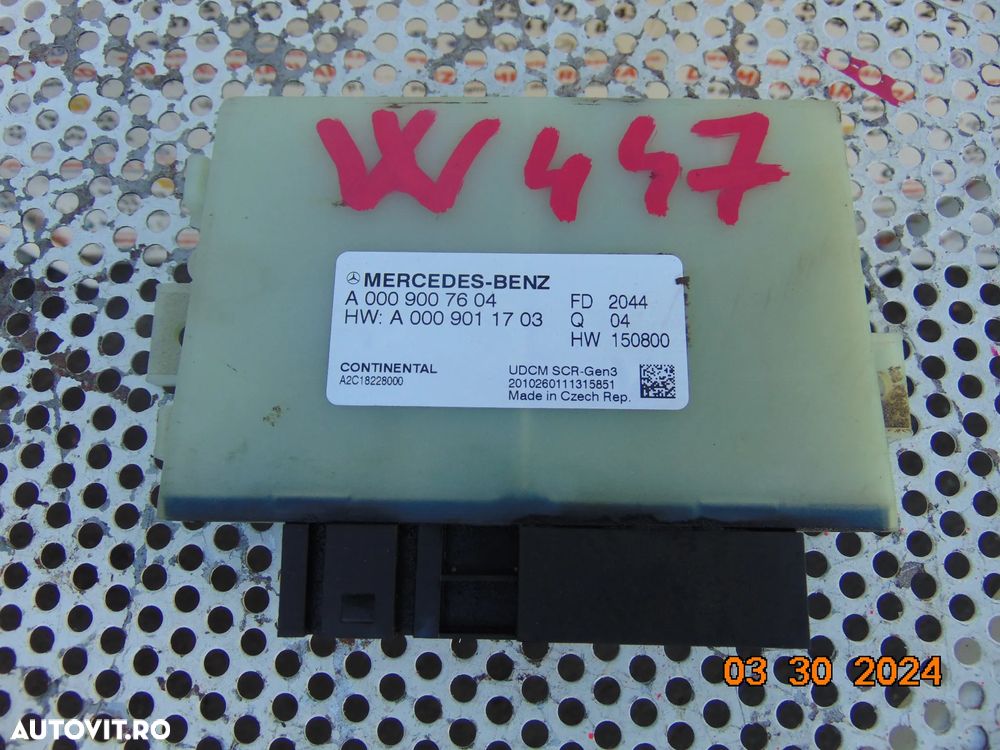 W447
MERCEDES-BENZ
A 000 900 76 04
HW: A 000 901 17 03
FD 2044
Q 04
HW 150800
CONTINENTAL
A2C18228000
UDCM SCR-Gen3
20102601111315851
Made in Czech Rep.
03 30 2024
AUTOVIT.RO